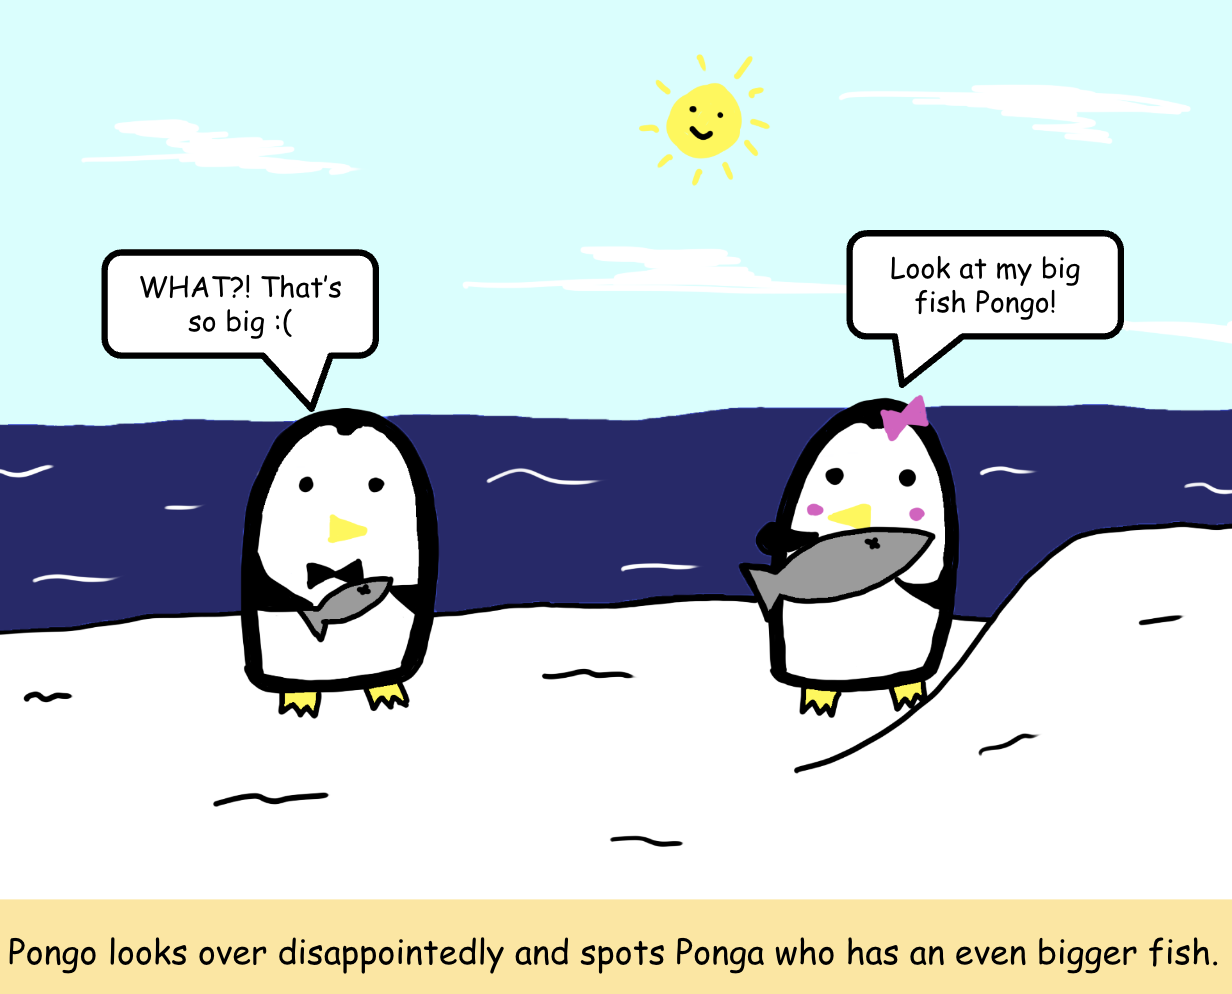 WHAT?! That's
so big :(
Look at my big
fish Pongo!
Pongo looks over disappointedly and spots Ponga who has an even bigger fish.